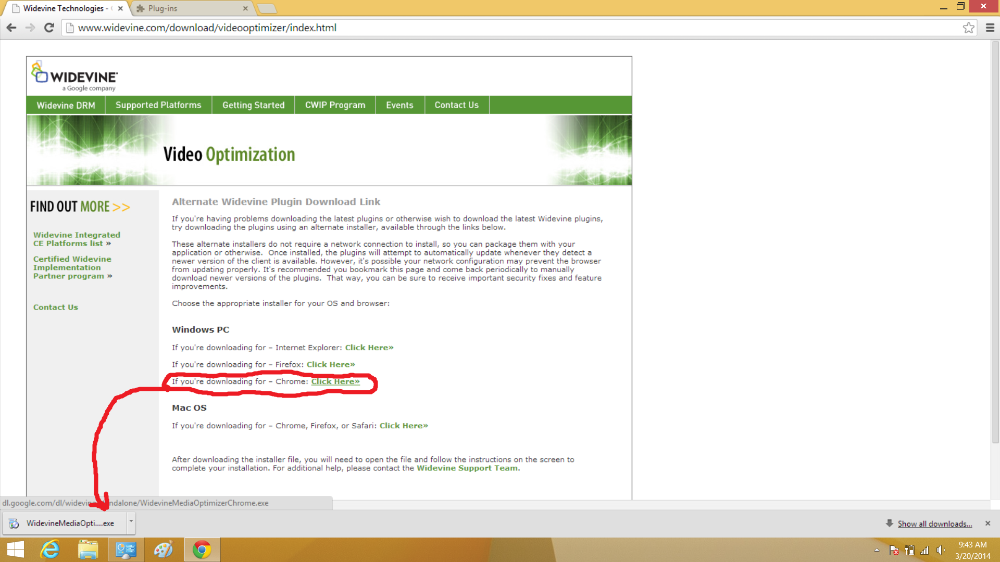 Widevine Technologies - 
Plug-ins
www.widevine.com/download/videooptimizer/index.html
WIDEVINE
a Google company
Widevine DRM
Supported Platforms
Getting Started
CWIP Program
Events
Contact Us
Video Optimization
FIND OUT MORE >>
Widevine Integrated
CE Platforms list »
Certified Widevine
Implementation
Partner program »
Contact Us
Alternate Widevine Plugin Download Link
If you're having problems downloading the latest plugins or otherwise wish to download the latest Widevine plugins,
try downloading the plugins using an alternate installer, available through the links below.
These alternate installers do not require a network connection to install, so you can package them with your
application or otherwise.  Once installed, the plugins will attempt to automatically update whenever they detect a
newer version of the client is available. However, it's possible your network configuration may prevent the browser
from updating properly. It's recommended you bookmark this page and come back periodically to manually
download newer versions of the plugins.  That way, you can be sure to receive important security fixes and feature
improvements.
Choose the appropriate installer for your OS and browser:
Windows PC
If you're downloading for – Internet Explorer: Click Here»
If you're downloading for – Firefox: Click Here»
If you're downloading for – Chrome: Click Here»
Mac OS
If you're downloading for – Chrome, Firefox, or Safari: Click Here»
After downloading the installer file, you will need to open the file and follow the instructions on the screen to
complete your installation. For additional help, please contact the Widevine Support Team.
dl.google.com/dl/widevine ndalone/WidevineMediaOptimizerChrome.exe
WidevineMediaOpti....exe
Show all downloads...
9:43 AM
3/20/2014